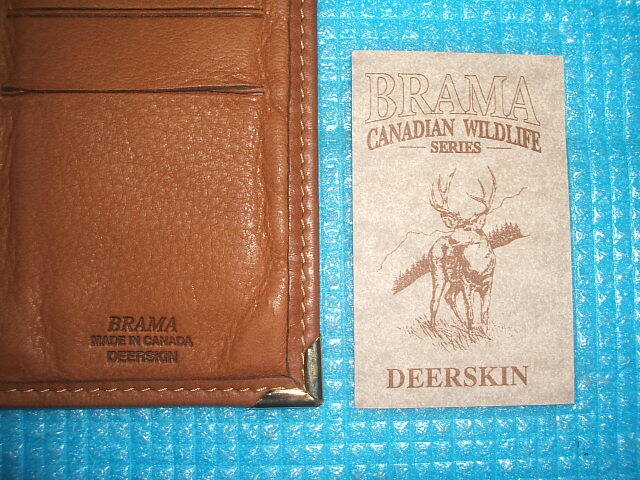 BRAMA
MADE IN CANADA
DEERSKIN
BRAMA
CANADIAN WILDLIFE
SERIES
DEERSKIN